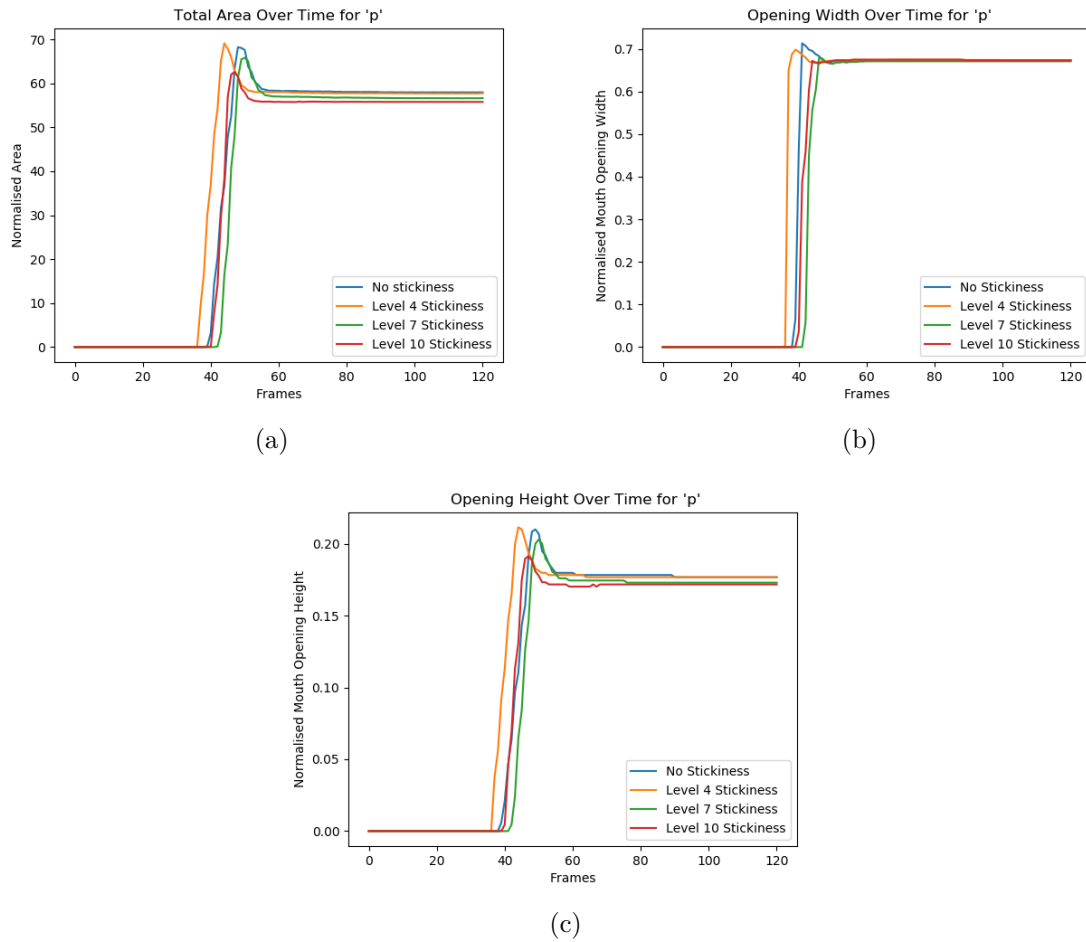 Total Area Over Time for 'p'
Normalised Area
70
60
50
40
30
20
10
0
0 20 40 60 80 100 120
Frames
No stickiness
Level 4 Stickiness
Level 7 Stickiness
Level 10 Stickiness
(a)
Opening Width Over Time for 'p'
Normalised Mouth Opening Width
0.7
0.6
0.5
0.4
0.3
0.2
0.1
0.0
0 20 40 60 80 100 120
Frames
No Stickiness
Level 4 Stickiness
Level 7 Stickiness
Level 10 Stickiness
(b)
Opening Height Over Time for 'p'
Normalised Mouth Opening Height
0.20
0.15
0.10
0.05
0.00
0 20 40 60 80 100 120
Frames
No Stickiness
Level 4 Stickiness
Level 7 Stickiness
Level 10 Stickiness
(c)